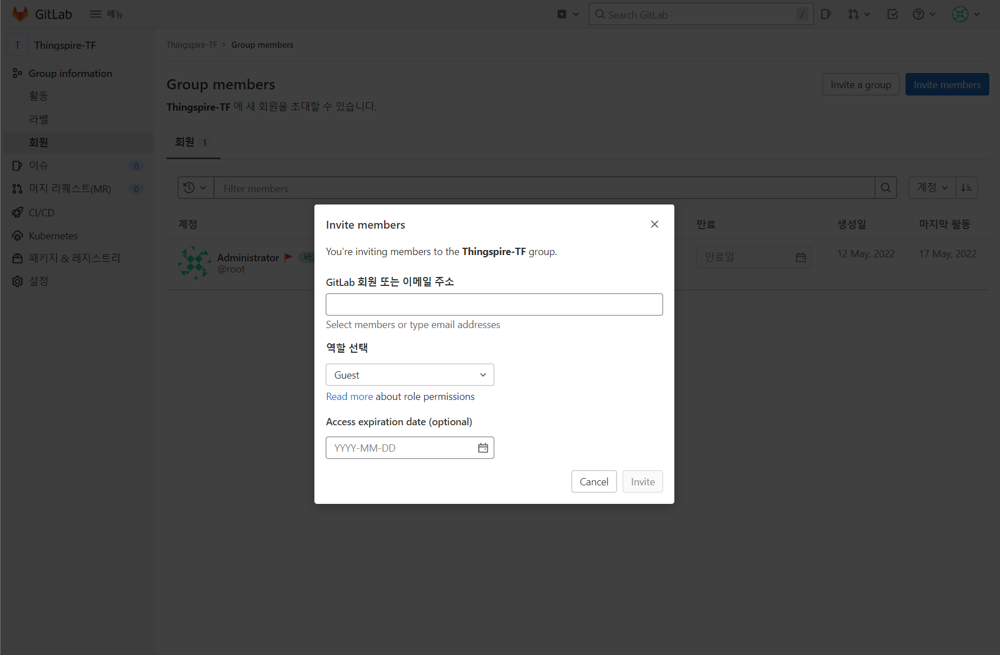 GitLab 메뉴 Search GitLab /
T Thingspire-TF
Group information
활동
라벨
회원
이슈 0
머지 리퀘스트(MR) 0
CI/CD
Kubernetes
패키지 & 레지스트리
설정
Thingspire-TF › Group members
Group members
Invite a group Invite members
Thingspire-TF 에 새 회원을 초대할 수 있습니다.
회원 1
Filter members
계정
계정 만료 생성일 마지막 활동
Administrator
@root
만료일 12 May, 2022 17 May, 2022
Invite members
You're inviting members to the Thingspire-TF group.
GitLab 회원 또는 이메일 주소
Select members or type email addresses
역할 선택
Guest
Read more about role permissions
Access expiration date (optional)
YYYY-MM-DD
Cancel Invite